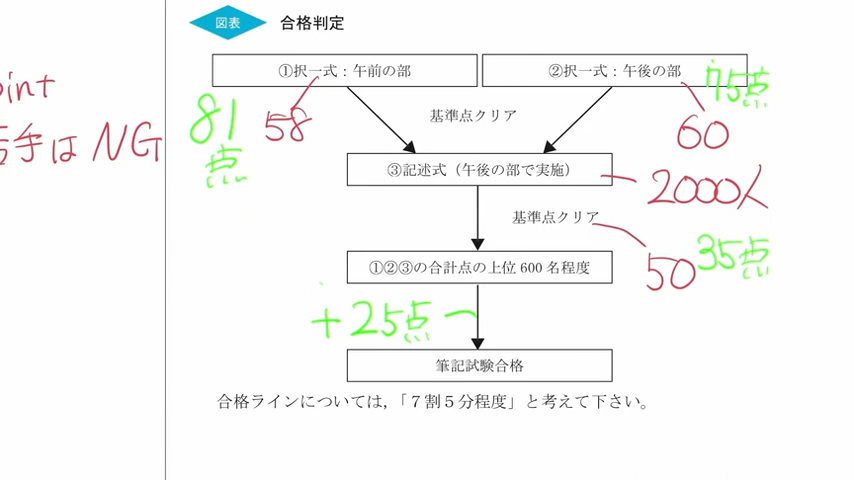 図表 合格判定
①択一式：午前の部
②択一式：午後の部
75点
oint
81点
58
基準点クリア
60
苦手はNG
③記述式（午後の部で実施）
2000人
基準点クリア
35点
①②③の合計点の上位600名程度
50
+25点～
筆記試験合格
合格ラインについては，「７割５分程度」と考えて下さい。